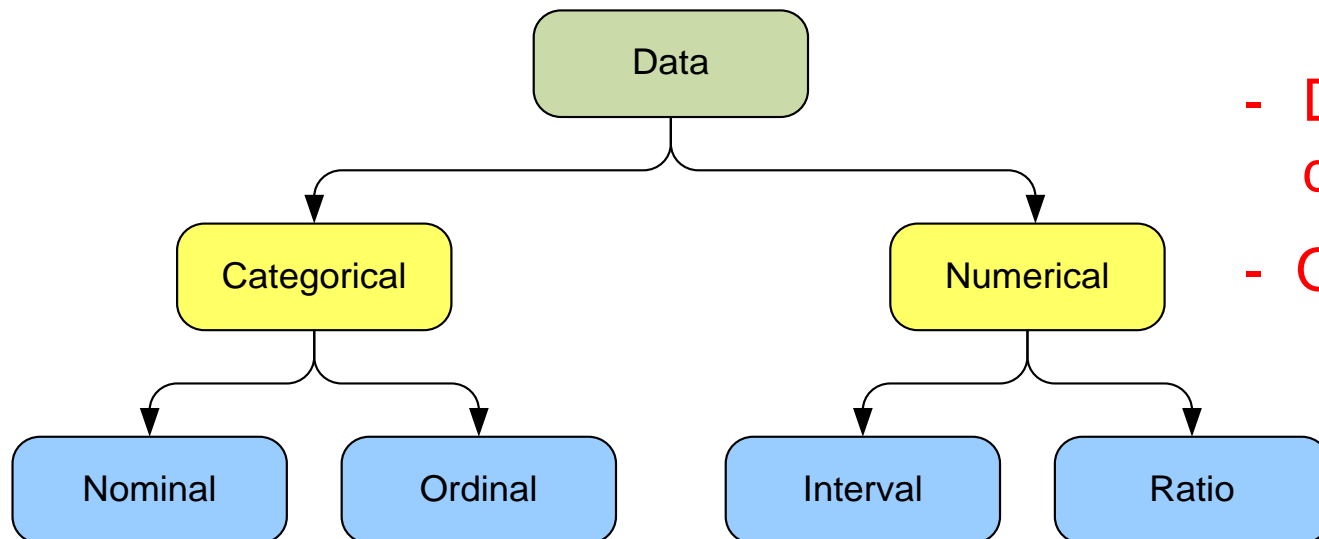 Data
Categorical
Numerical
Nominal
Ordinal
Interval
Ratio